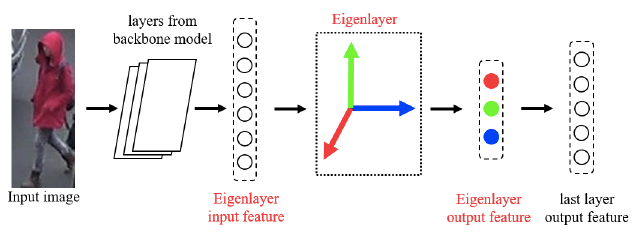 layers from
backbone model
Eigenlayer
Input image
Eigenlayer
input feature
Eigenlayer
output feature
last layer
output feature